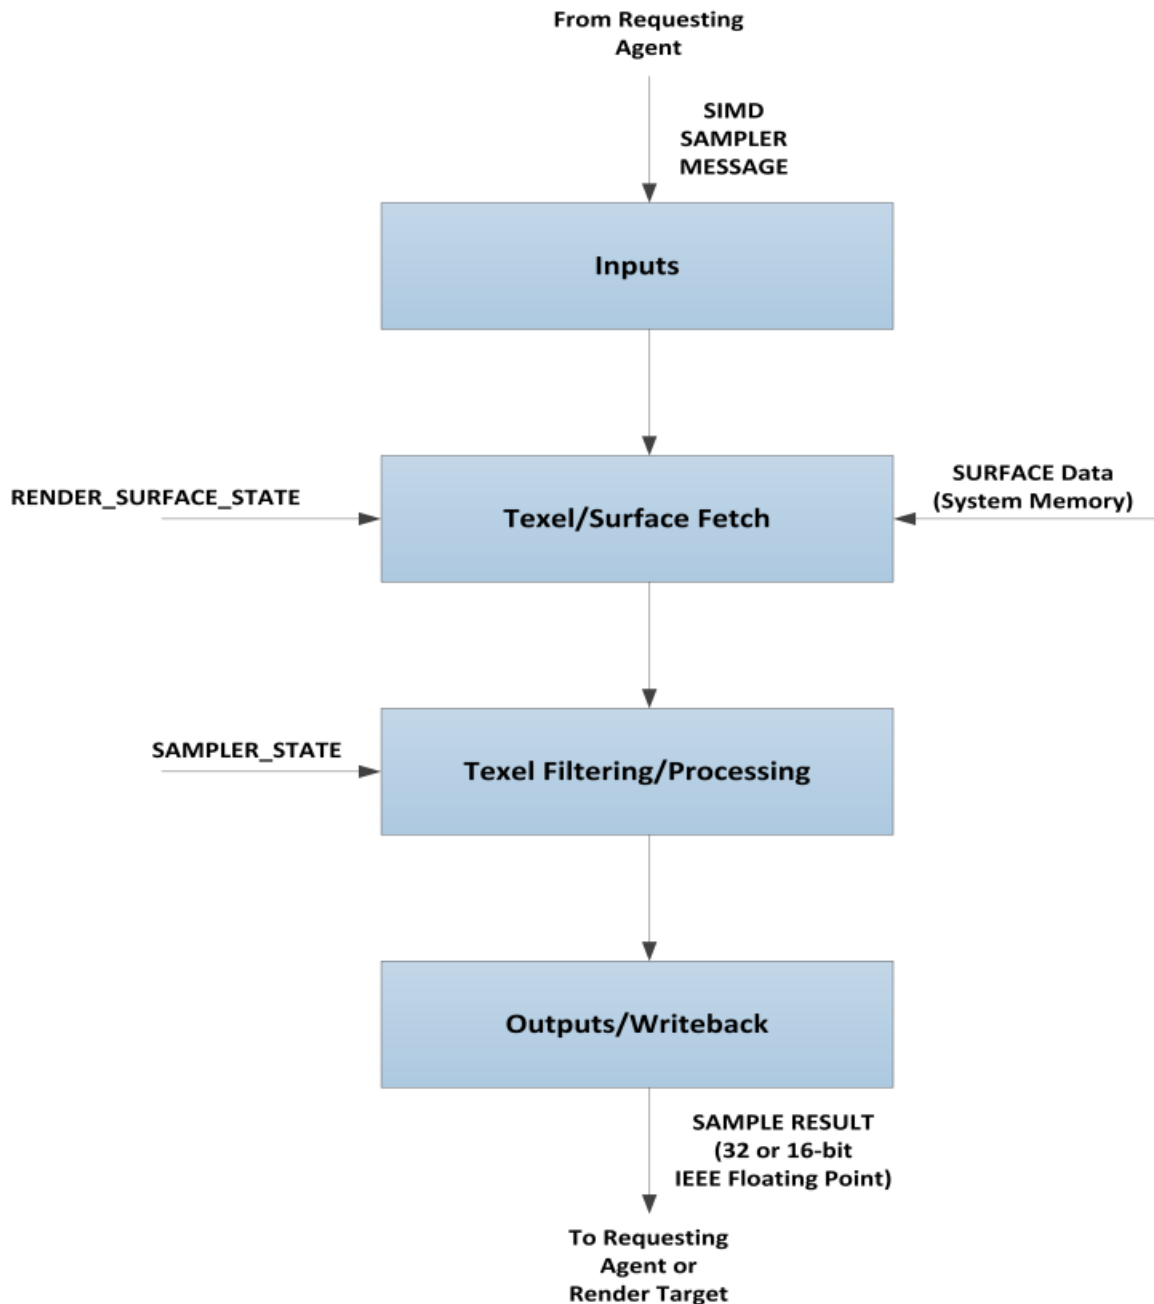 From Requesting
Agent
SIMD
SAMPLER
MESSAGE
Inputs
RENDER_SURFACE_STATE
Texel/Surface Fetch
SURFACE Data
(System Memory)
SAMPLER_STATE
Texel Filtering/Processing
Outputs/Writeback
SAMPLE RESULT
(32 or 16-bit
IEEE Floating Point)
To Requesting
Agent or
Render Target